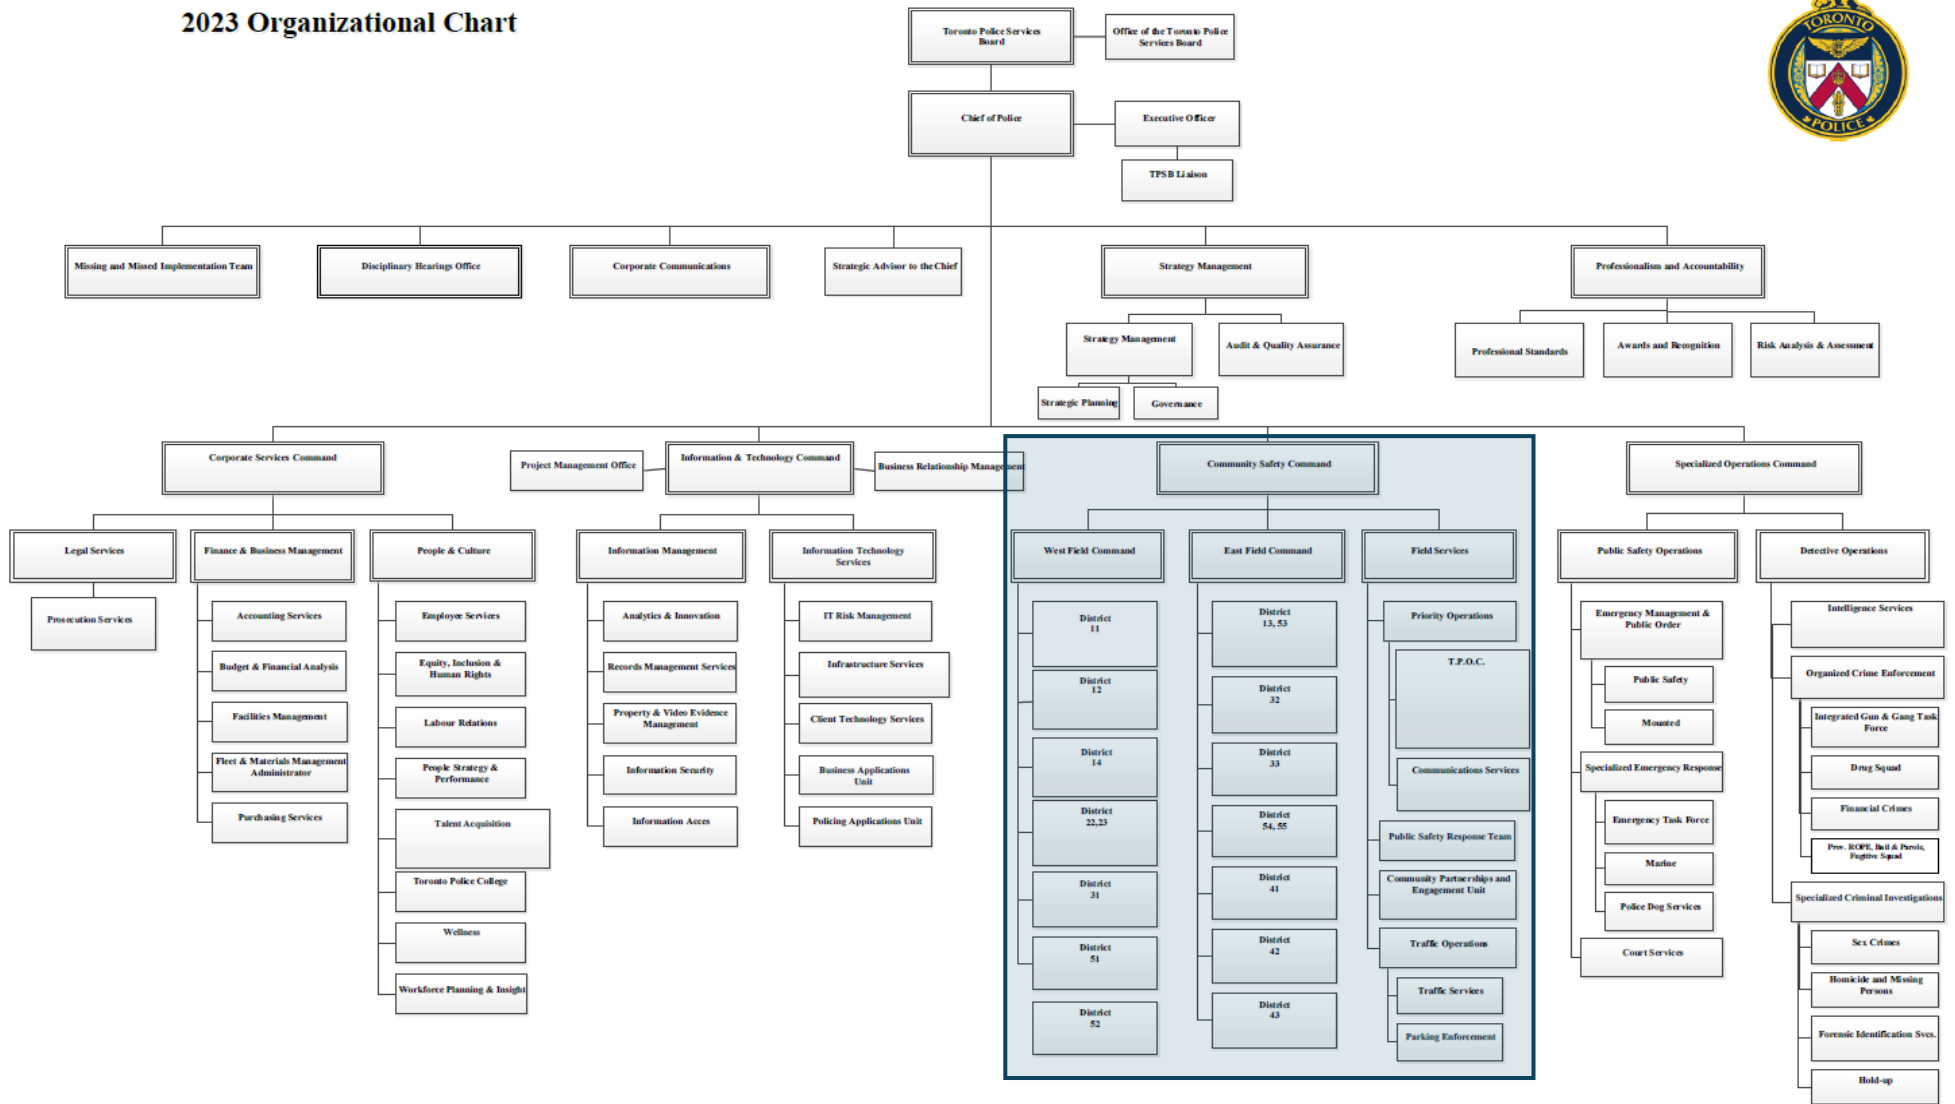 2023 Organizational Chart
TORONTO
POLICE
Toronto Police Services
Board
Office of the Toronto Police
Services Board
Chief of Police
Executive Officer
TPSB Liaison
Missing and Missed Implementation Team
Disciplinary Hearings Office
Corporate Communications
Strategic Advisor to the Chief
Strategy Management
Professionalism and Accountability
Strategy Management
Audit & Quality Assurance
Professional Standards
Awards and Recognition
Risk Analysis & Assessment
Strategic Planning
Governance
Corporate Services Command
Project Management Office
Information & Technology Command
Business Relationship Management
Community Safety Command
Specialized Operations Command
Legal Services
Prosecution Services
Finance & Business Management
Accounting Services
Budget & Financial Analysis
Facilities Management
Fleet & Materials Management
Administrator
Purchasing Services
People & Culture
Employee Services
Equity, Inclusion &
Human Rights
Labour Relations
People Strategy &
Performance
Talent Acquisition
Toronto Police College
Wellness
Workforce Planning & Insight
Information Management
Analytics & Innovation
Records Management Services
Property & Video Evidence
Management
Information Security
Information Acces
Information Technology
Services
IT Risk Management
Infrastructure Services
Client Technology Services
Business Applications
Unit
Policing Applications Unit
West Field Command
District
11
District
12
District
14
District
22,23
District
31
District
51
District
52
East Field Command
District
13, 53
District
32
District
33
District
54, 55
District
41
District
42
District
43
Field Services
Priority Operations
T.P.O.C.
Communications Services
Public Safety Response Team
Community Partnerships and
Engagement Unit
Traffic Operations
Traffic Services
Parking Enforcement
Public Safety Operations
Emergency Management &
Public Order
Public Safety
Mounted
Specialized Emergency Response
Emergency Task Force
Marine
Police Dog Services
Court Services
Detective Operations
Intelligence Services
Organized Crime Enforcement
Integrated Gun & Gang Task
Force
Drug Squad
Financial Crimes
Prov. ROPE, Bail & Parole,
Fugitive Squad
Specialized Criminal Investigations
Sex Crimes
Homicide and Missing
Persons
Forensic Identification Svcs.
Hold-up